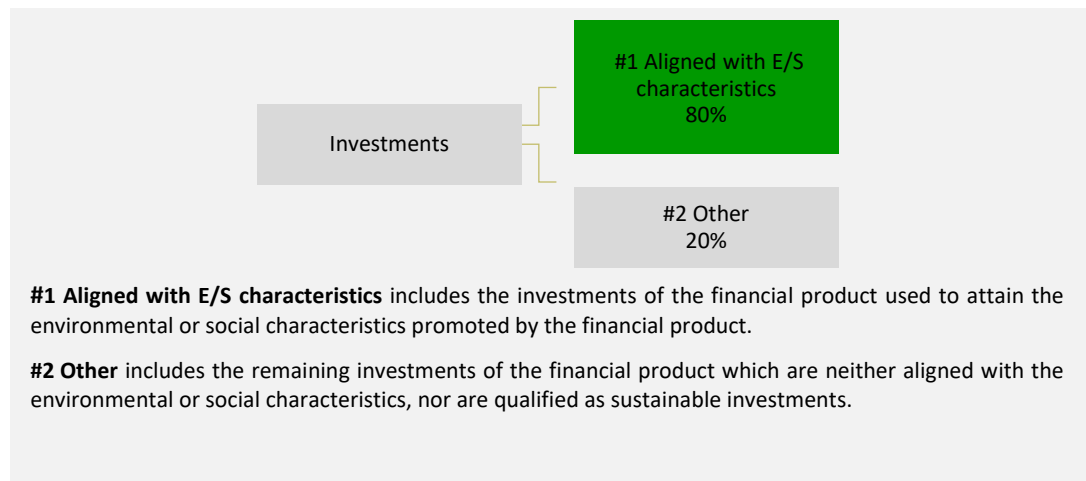 #1 Aligned with E/S
characteristics
80%
Investments
#2 Other
20%
#1 Aligned with E/S characteristics includes the investments of the financial product used to attain the
environmental or social characteristics promoted by the financial product.
#2 Other includes the remaining investments of the financial product which are neither aligned with the
environmental or social characteristics, nor are qualified as sustainable investments.